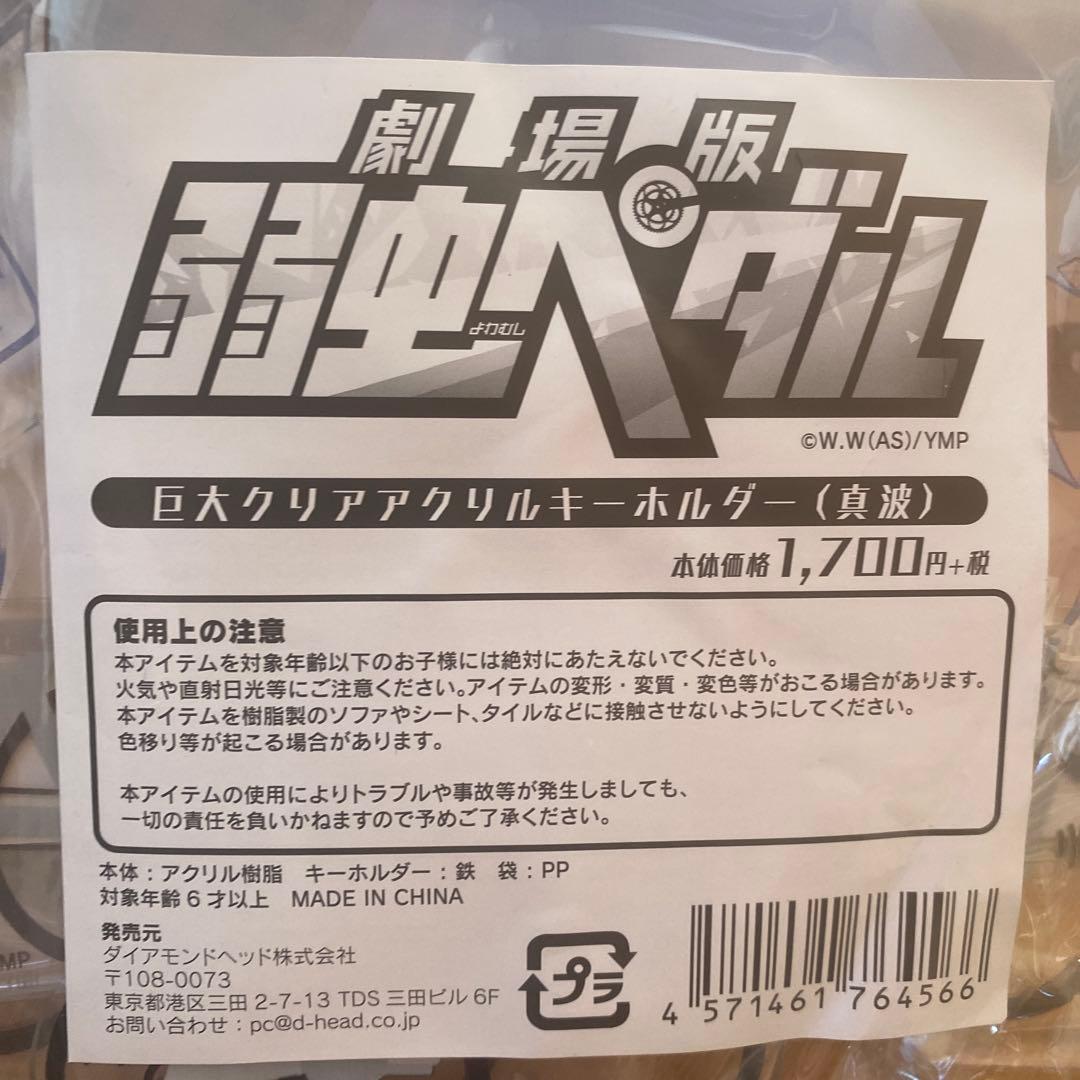 劇場版
弱虫ペダル
よわむし
©W.W(AS)/YMP
巨大クリアアクリルキーホルダー(真波)
本体価格1,700円+税
使用上の注意
本アイテムを対象年齢以下のお子様には絶対にあたえないでください。
火気や直射日光等にご注意ください。アイテムの変形・変質・変色等がおこる場合があります。
本アイテムを樹脂製のソファやシート、タイルなどに接触させないようにしてください。
色移り等が起こる場合があります。
本アイテムの使用によりトラブルや事故等が発生しましても、
一切の責任を負いかねますので予めご了承ください。
本体:アクリル樹脂 キーホルダー:鉄 袋:PP
対象年齢6才以上 MADE IN CHINA
発売元
ダイアモンドヘッド株式会社
〒108-0073
東京都港区三田 2-7-13 TDS 三田ビル 6F
お問い合わせ:pc@d-head.co.jp
プラ
4 571461 764566
MP